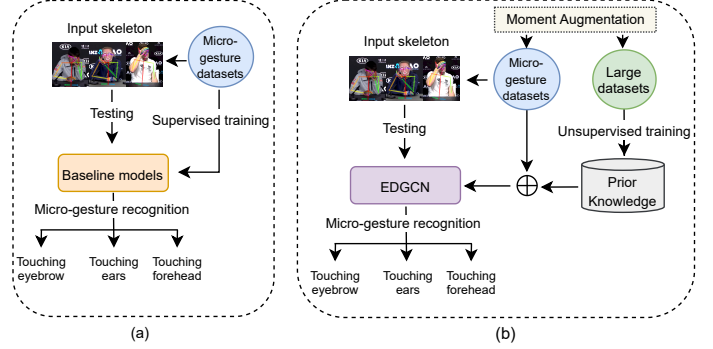 Input skeleton
Micro-
gesture
datasets
Testing
Supervised training
Baseline models
Micro-gesture recognition
Touching
eyebrow
Touching
ears
Touching
forehead
(a)
Moment Augmentation
Input skeleton
Micro-
gesture
datasets
Large
datasets
Testing
Unsupervised training
EDGCN
Prior
Knowledge
Micro-gesture recognition
Touching
eyebrow
Touching
ears
Touching
forehead
(b)